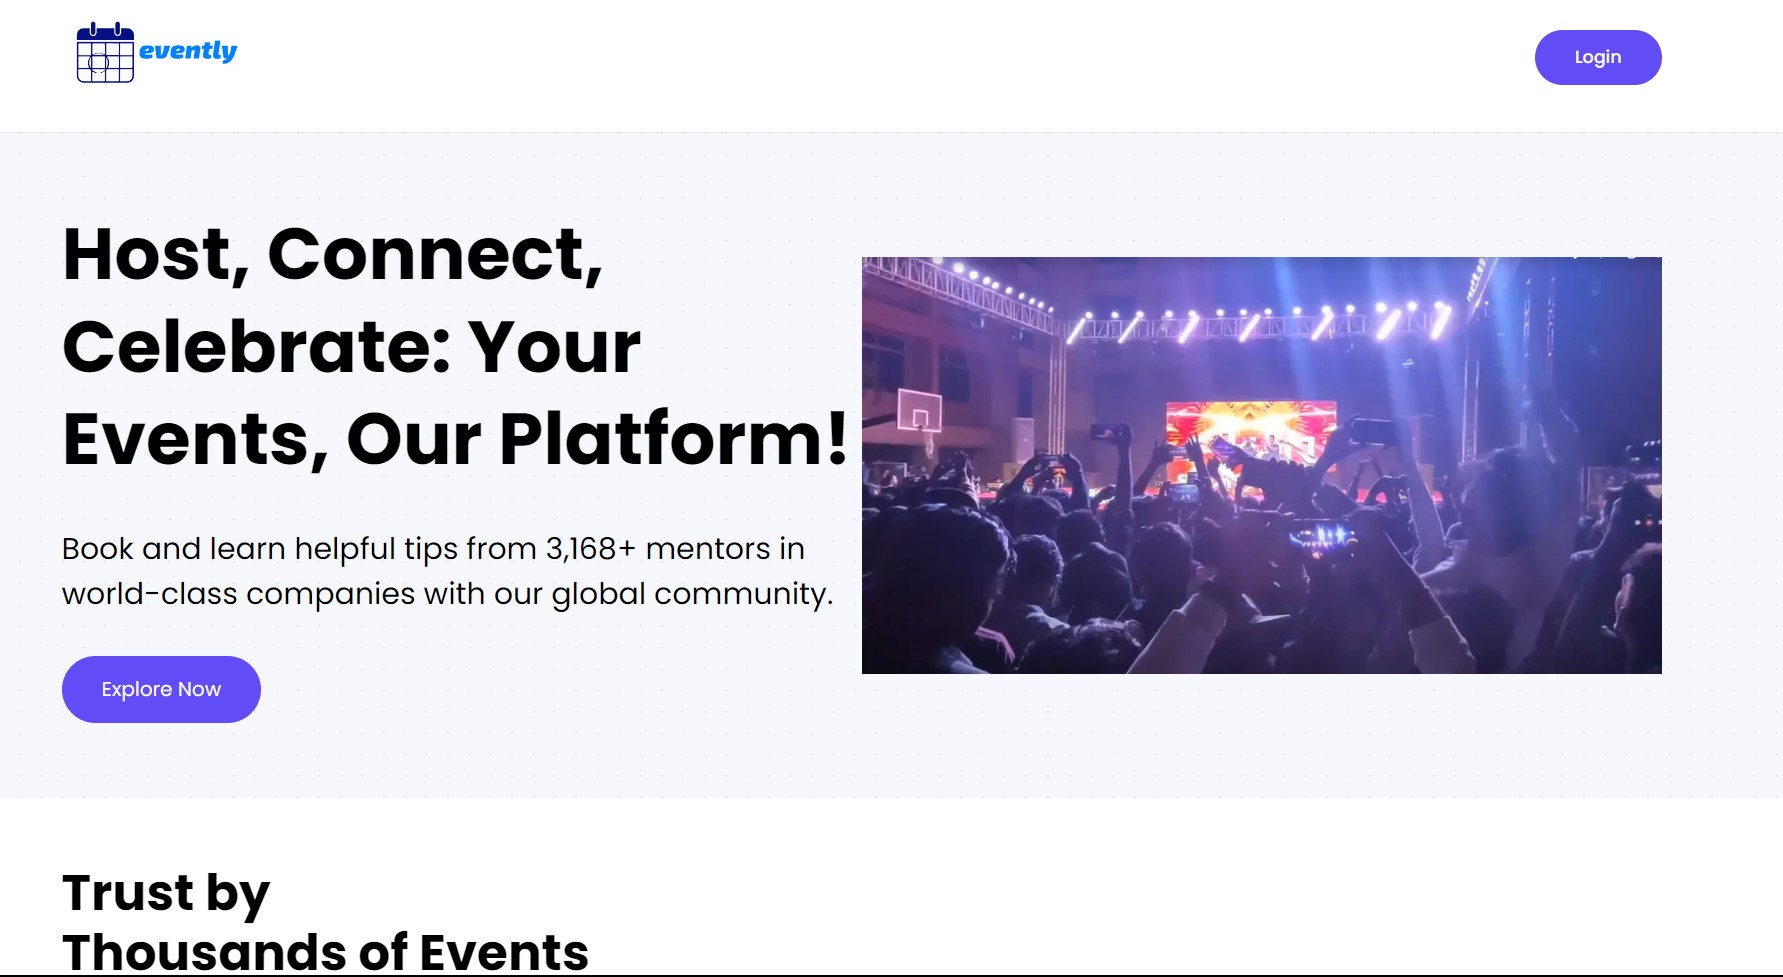 evently
Login
Host, Connect,
Celebrate: Your
Events, Our Platform!
Book and learn helpful tips from 3,168+ mentors in
world-class companies with our global community.
Explore Now
Trust by
Thousands of Events